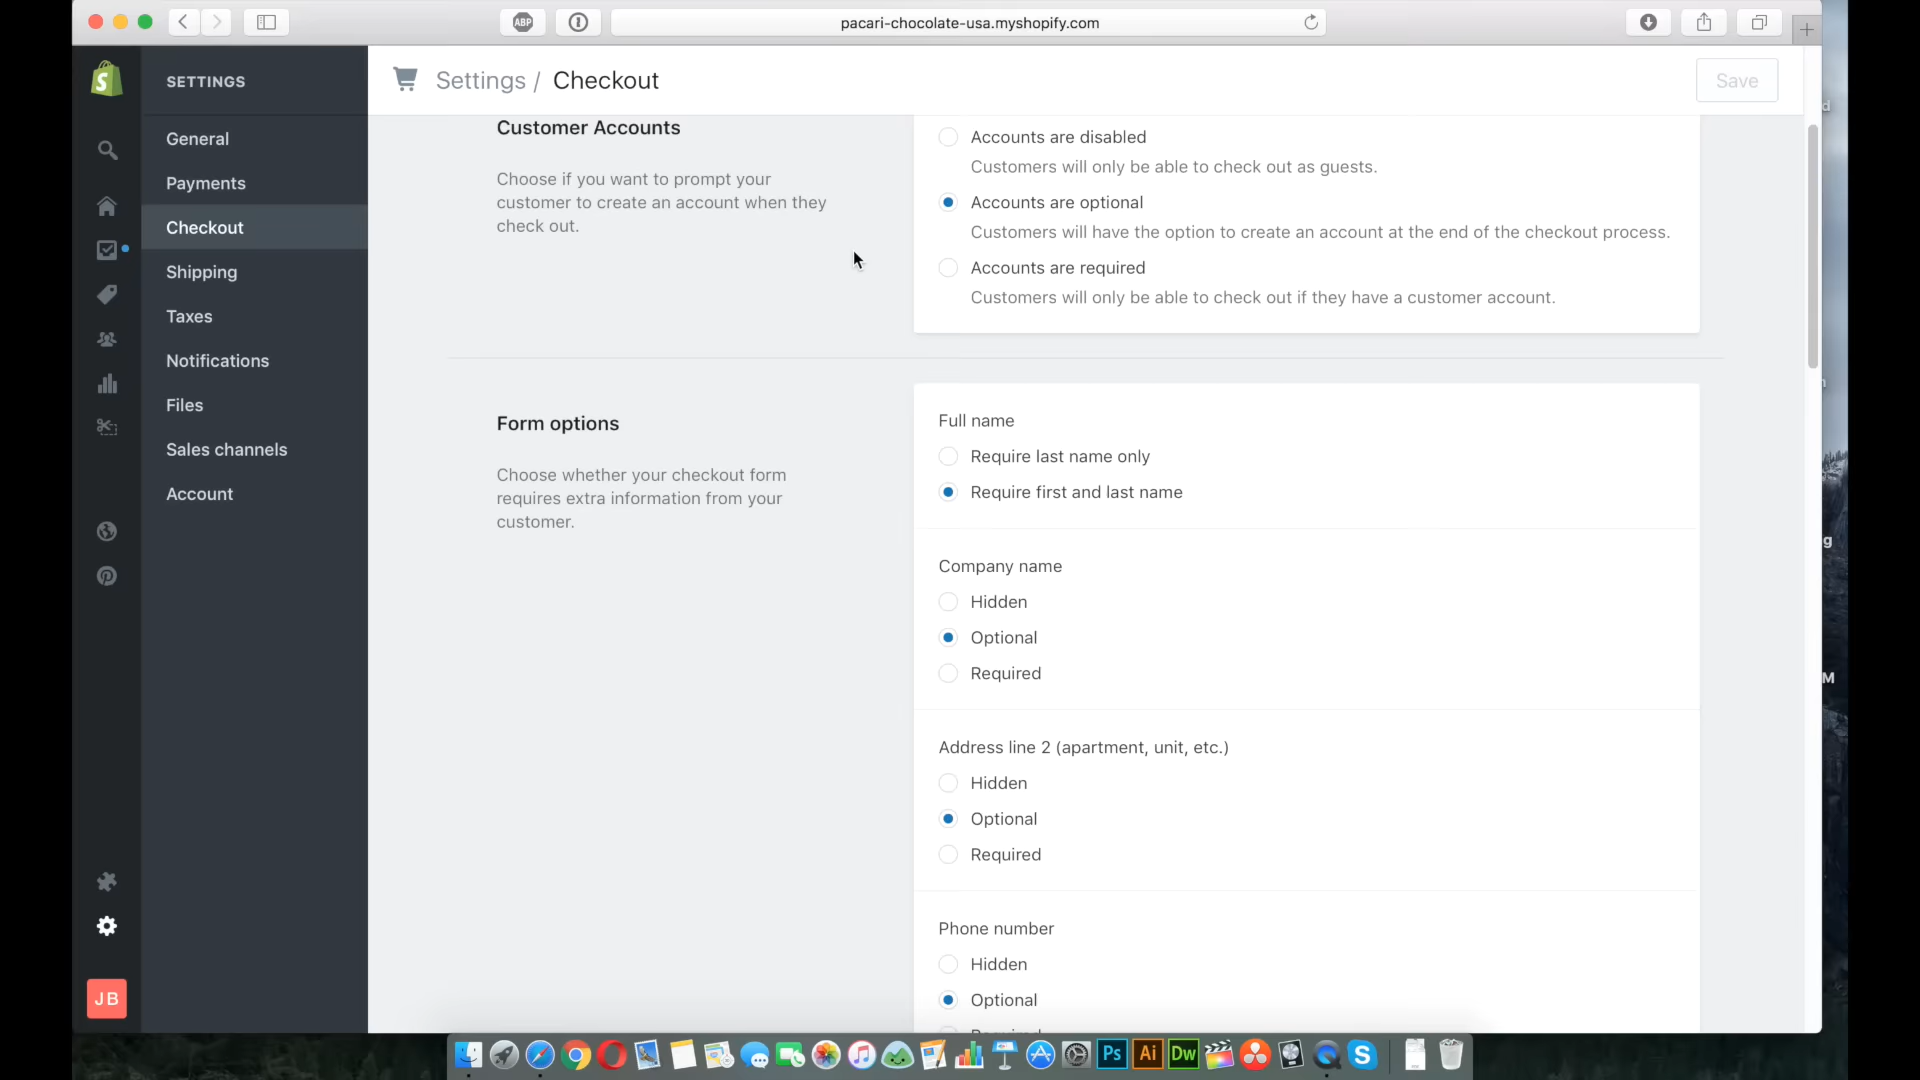 ABP
pacari-chocolate-usa.myshopify.com
SETTINGS
Settings / Checkout
Save
General
Payments
Checkout
Shipping
Taxes
Notifications
Files
Sales channels
Account
JB
Customer Accounts
Choose if you want to prompt your
customer to create an account when they
check out.
Accounts are disabled
Customers will only be able to check out as guests.
Accounts are optional
Customers will have the option to create an account at the end of the checkout process.
Accounts are required
Customers will only be able to check out if they have a customer account.
Form options
Choose whether your checkout form
requires extra information from your
customer.
Full name
Require last name only
Require first and last name
Company name
Hidden
Optional
Required
Address line 2 (apartment, unit, etc.)
Hidden
Optional
Required
Phone number
Hidden
Optional
d
g
M
Ps
Ai
Dw